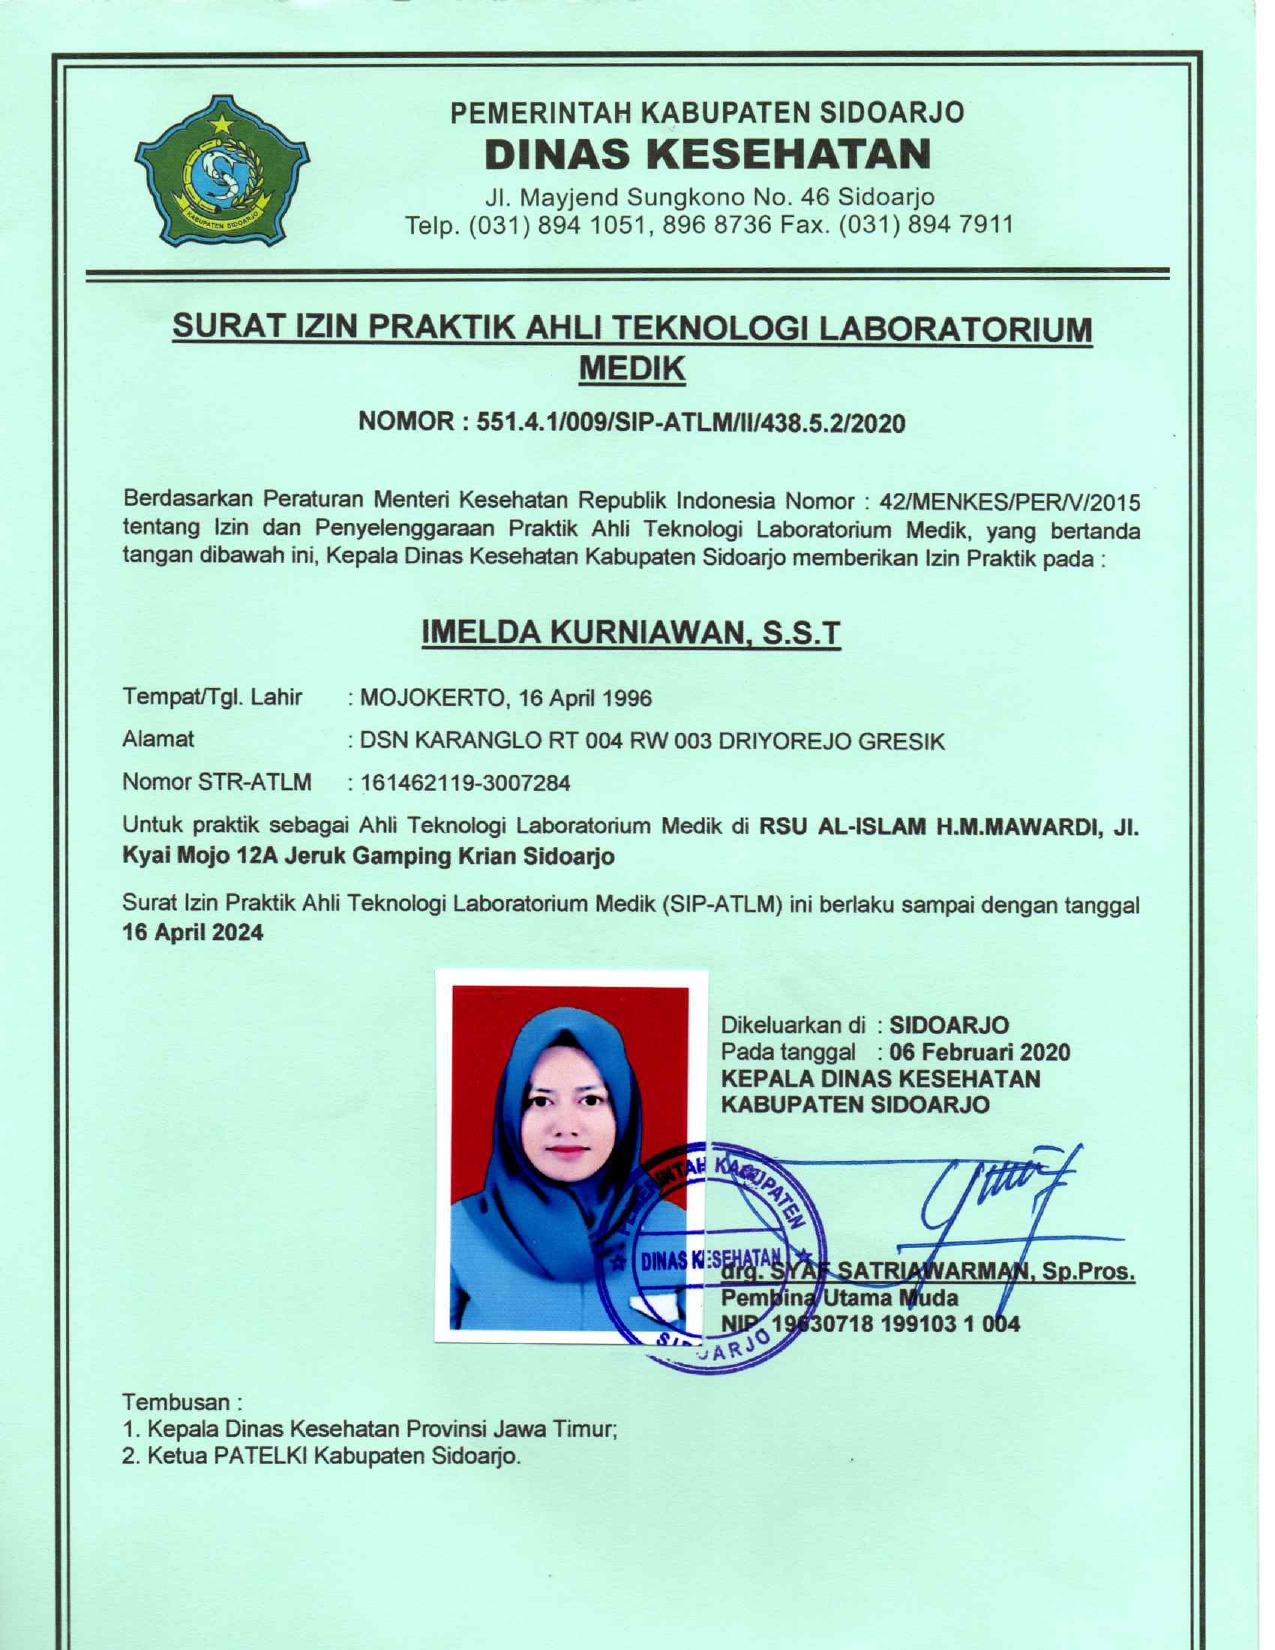 PEMERINTAH KABUPATEN SIDOARJO
DINAS KESEHATAN
Jl. Mayjend Sungkono No. 46 Sidoarjo
Telp. (031) 894 1051, 896 8736 Fax. (031) 894 7911
KABUPATEN SIDOARJO
SURAT IZIN PRAKTIK AHLI TEKNOLOGI LABORATORIUM
MEDIK
NOMOR : 551.4.1/009/SIP-ATLM/II/438.5.2/2020
Berdasarkan Peraturan Menteri Kesehatan Republik Indonesia Nomor : 42/MENKES/PER/V/2015
tentang Izin dan Penyelenggaraan Praktik Ahli Teknologi Laboratorium Medik, yang bertanda
tangan dibawah ini, Kepala Dinas Kesehatan Kabupaten Sidoarjo memberikan Izin Praktik pada :
IMELDA KURNIAWAN, S.S.T
Tempat/Tgl. Lahir : MOJOKERTO, 16 April 1996
Alamat : DSN KARANGLO RT 004 RW 003 DRIYOREJO GRESIK
Nomor STR-ATLM : 161462119-3007284
Untuk praktik sebagai Ahli Teknologi Laboratorium Medik di RSU AL-ISLAM H.M.MAWARDI, Jl.
Kyai Mojo 12A Jeruk Gamping Krian Sidoarjo
Surat Izin Praktik Ahli Teknologi Laboratorium Medik (SIP-ATLM) ini berlaku sampai dengan tanggal
16 April 2024
Dikeluarkan di : SIDOARJO
Pada tanggal : 06 Februari 2020
KEPALA DINAS KESEHATAN
KABUPATEN SIDOARJO
PEMERINTAH KABUPATEN
DINAS KESEHATAN
SIDOARJO
drg. SYAF SATRIAWARMAN, Sp.Pros.
Pembina Utama Muda
NIP. 19630718 199103 1 004
Tembusan :
1. Kepala Dinas Kesehatan Provinsi Jawa Timur;
2. Ketua PATELKI Kabupaten Sidoarjo.